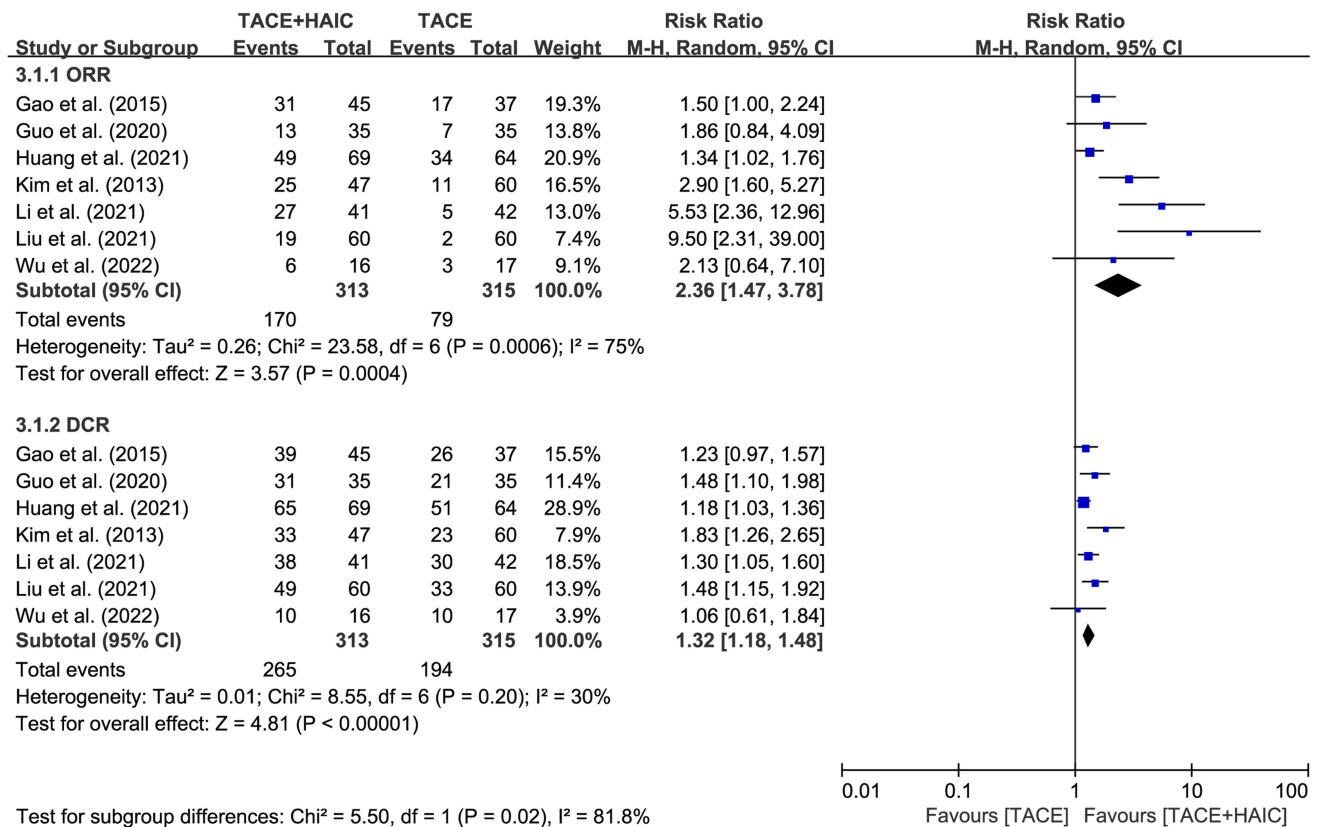 TACE+HAIC TACE Risk Ratio Risk Ratio
Study or Subgroup Events Total Events Total Weight M-H, Random, 95% CI M-H, Random, 95% CI
3.1.1 ORR
Gao et al. (2015) 31 45 17 37 19.3% 1.50 [1.00, 2.24]
Guo et al. (2020) 13 35 7 35 13.8% 1.86 [0.84, 4.09]
Huang et al. (2021) 49 69 34 64 20.9% 1.34 [1.02, 1.76]
Kim et al. (2013) 25 47 11 60 16.5% 2.90 [1.60, 5.27]
Li et al. (2021) 27 41 5 42 13.0% 5.53 [2.36, 12.96]
Liu et al. (2021) 19 60 2 60 7.4% 9.50 [2.31, 39.00]
Wu et al. (2022) 6 16 3 17 9.1% 2.13 [0.64, 7.10]
Subtotal (95% CI) 313 315 100.0% 2.36 [1.47, 3.78]
Total events 170 79
Heterogeneity: Tau² = 0.26; Chi² = 23.58, df = 6 (P = 0.0006); I² = 75%
Test for overall effect: Z = 3.57 (P = 0.0004)
3.1.2 DCR
Gao et al. (2015) 39 45 26 37 15.5% 1.23 [0.97, 1.57]
Guo et al. (2020) 31 35 21 35 11.4% 1.48 [1.10, 1.98]
Huang et al. (2021) 65 69 51 64 28.9% 1.18 [1.03, 1.36]
Kim et al. (2013) 33 47 23 60 7.9% 1.83 [1.26, 2.65]
Li et al. (2021) 38 41 30 42 18.5% 1.30 [1.05, 1.60]
Liu et al. (2021) 49 60 33 60 13.9% 1.48 [1.15, 1.92]
Wu et al. (2022) 10 16 10 17 3.9% 1.06 [0.61, 1.84]
Subtotal (95% CI) 313 315 100.0% 1.32 [1.18, 1.48]
Total events 265 194
Heterogeneity: Tau² = 0.01; Chi² = 8.55, df = 6 (P = 0.20); I² = 30%
Test for overall effect: Z = 4.81 (P < 0.00001)
0.01 0.1 1 10 100
Favours [TACE] Favours [TACE+HAIC]
Test for subgroup differences: Chi² = 5.50, df = 1 (P = 0.02), I² = 81.8%